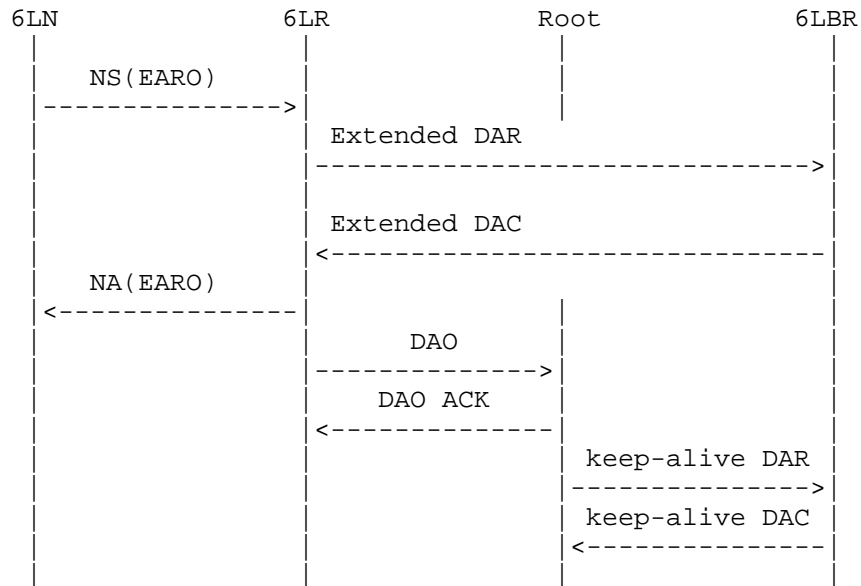 6LN 6LR Root 6LBR
NS(EARO)
Extended DAR
Extended DAC
NA(EARO)
DAO
DAO ACK
keep-alive DAR
keep-alive DAC